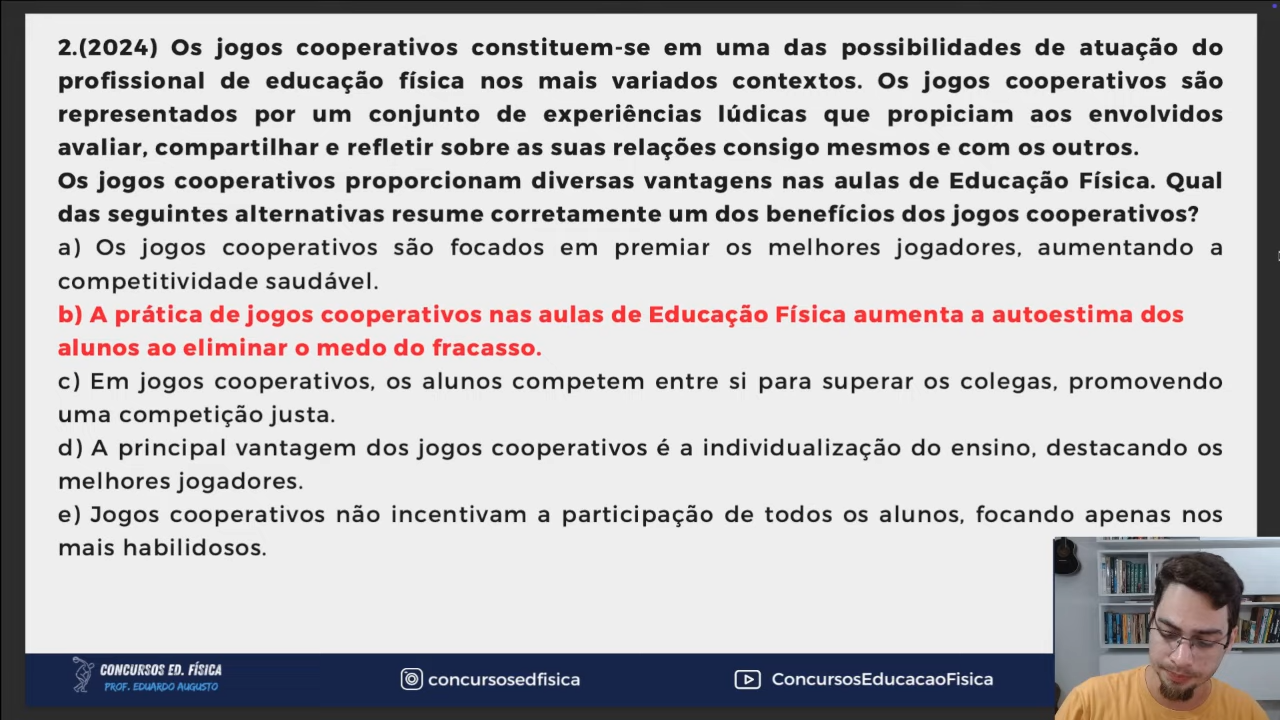 2.(2024) Os jogos cooperativos constituem-se em uma das possibilidades de atuação do
profissional de educação física nos mais variados contextos. Os jogos cooperativos são
representados por um conjunto de experiências lúdicas que propiciam aos envolvidos
avaliar, compartilhar e refletir sobre as suas relações consigo mesmos e com os outros.
Os jogos cooperativos proporcionam diversas vantagens nas aulas de Educação Física. Qual
das seguintes alternativas resume corretamente um dos benefícios dos jogos cooperativos?
a) Os jogos cooperativos são focados em premiar os melhores jogadores, aumentando a
competitividade saudável.
b) A prática de jogos cooperativos nas aulas de Educação Física aumenta a autoestima dos
alunos ao eliminar o medo do fracasso.
c) Em jogos cooperativos, os alunos competem entre si para superar os colegas, promovendo
uma competição justa.
d) A principal vantagem dos jogos cooperativos é a individualização do ensino, destacando os
melhores jogadores.
e) Jogos cooperativos não incentivam a participação de todos os alunos, focando apenas nos
mais habilidosos.
CONCURSOS ED. FÍSICA
PROF. EDUARDO AUGUSTO
concursosedfisica
ConcursosEducacaoFisica